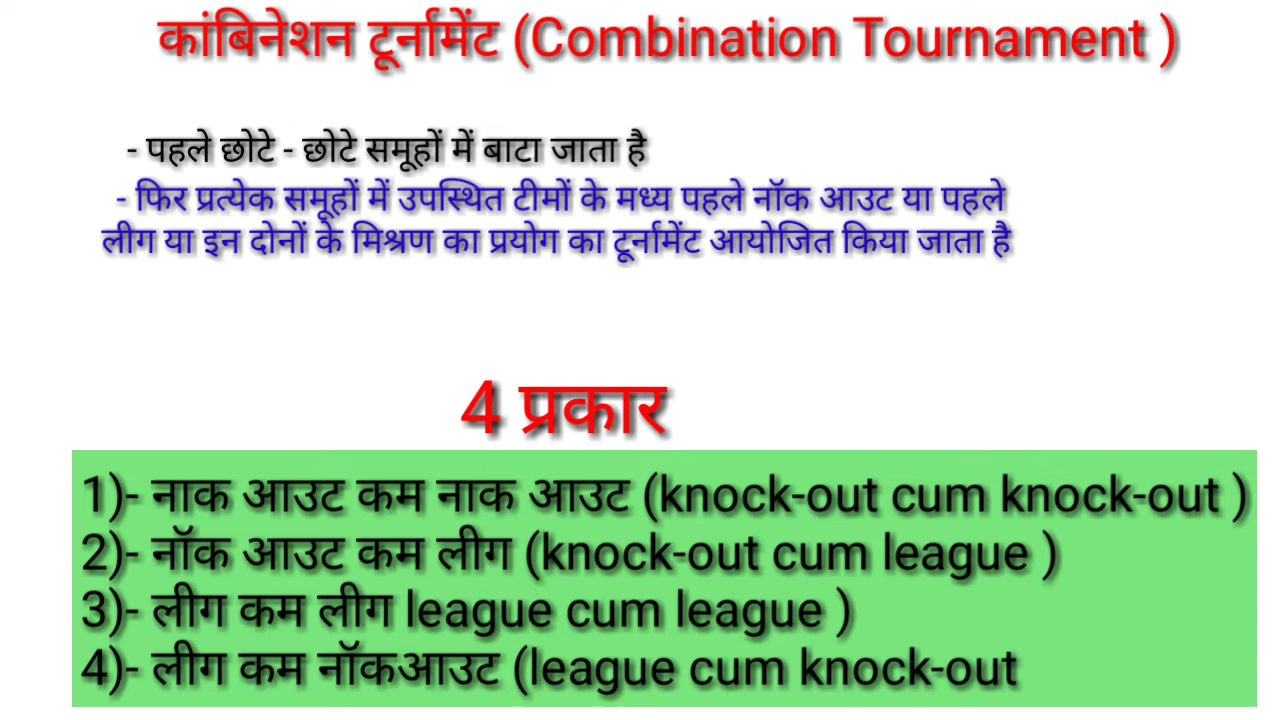 कांबिनेशन टूर्नामेंट (Combination Tournament )
- पहले छोटे - छोटे समूहों में बाटा जाता है
- फिर प्रत्येक समूहों में उपस्थित टीमों के मध्य पहले नॉक आउट या पहले
लीग या इन दोनों के मिश्रण का प्रयोग का टूर्नामेंट आयोजित किया जाता है
4 प्रकार
1)- नाक आउट कम नाक आउट (knock-out cum knock-out )
2)- नॉक आउट कम लीग (knock-out cum league )
3)- लीग कम लीग league cum league )
4)- लीग कम नॉकआउट (league cum knock-out